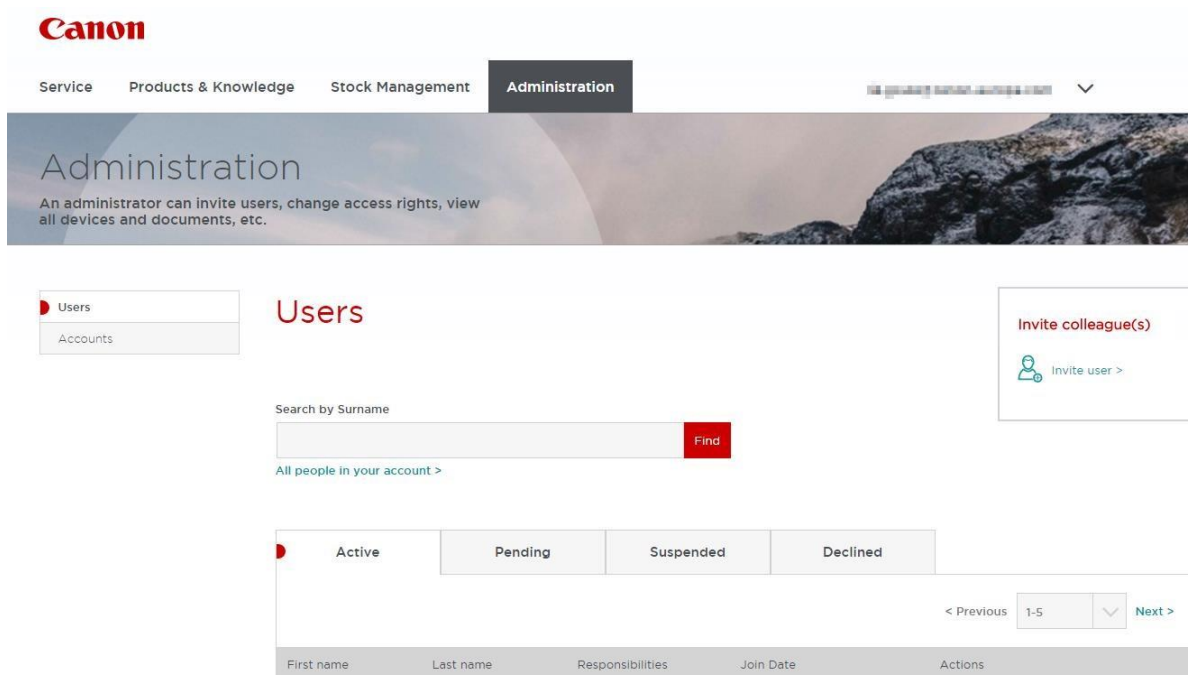 Canon
Service Products & Knowledge Stock Management Administration
Administration
An administrator can invite users, change access rights, view
all devices and documents, etc.
Users
Accounts
Users
Invite colleague(s)
Invite user >
Search by Surname
Find
All people in your account >
Active Pending Suspended Declined
< Previous 1-5 Next >
First name Last name Responsibilities Join Date Actions